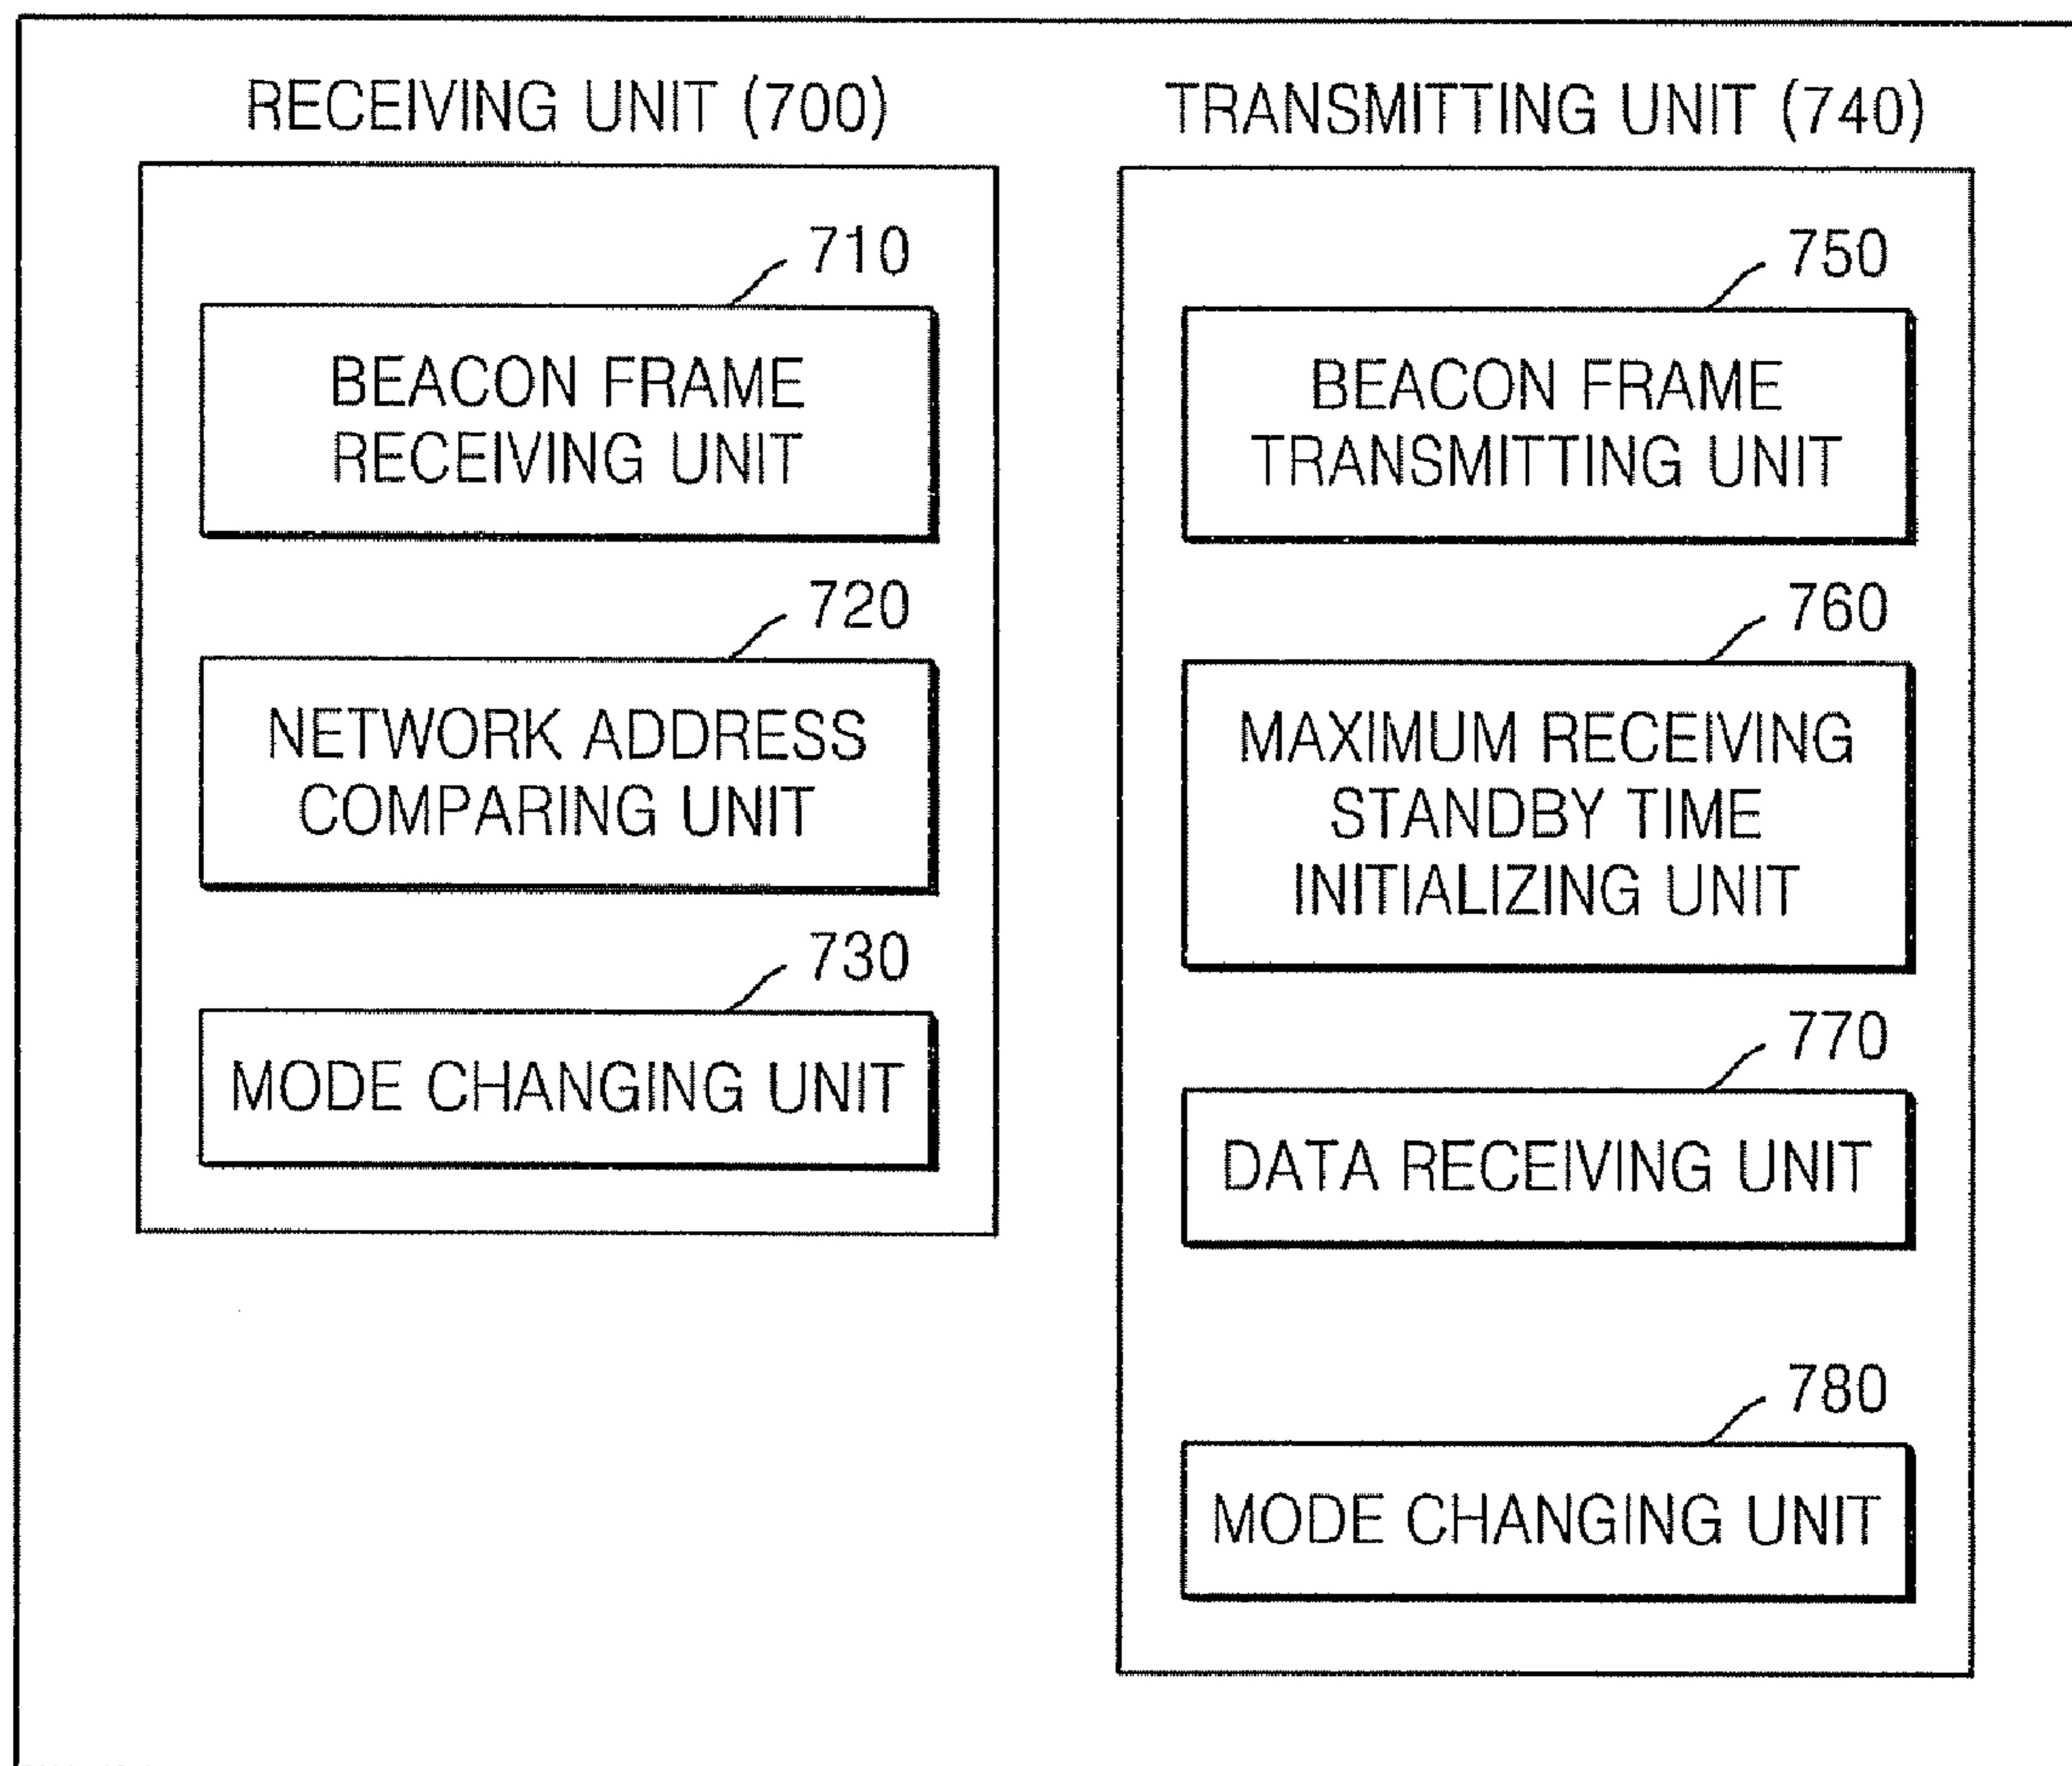 RECEIVING UNIT (700)
710
BEACON FRAME
RECEIVING UNIT
720
NETWORK ADDRESS
COMPARING UNIT
730
MODE CHANGING UNIT
TRANSMITTING UNIT (740)
750
BEACON FRAME
TRANSMITTING UNIT
760
MAXIMUM RECEIVING
STANDBY TIME
INITIALIZING UNIT
770
DATA RECEIVING UNIT
780
MODE CHANGING UNIT